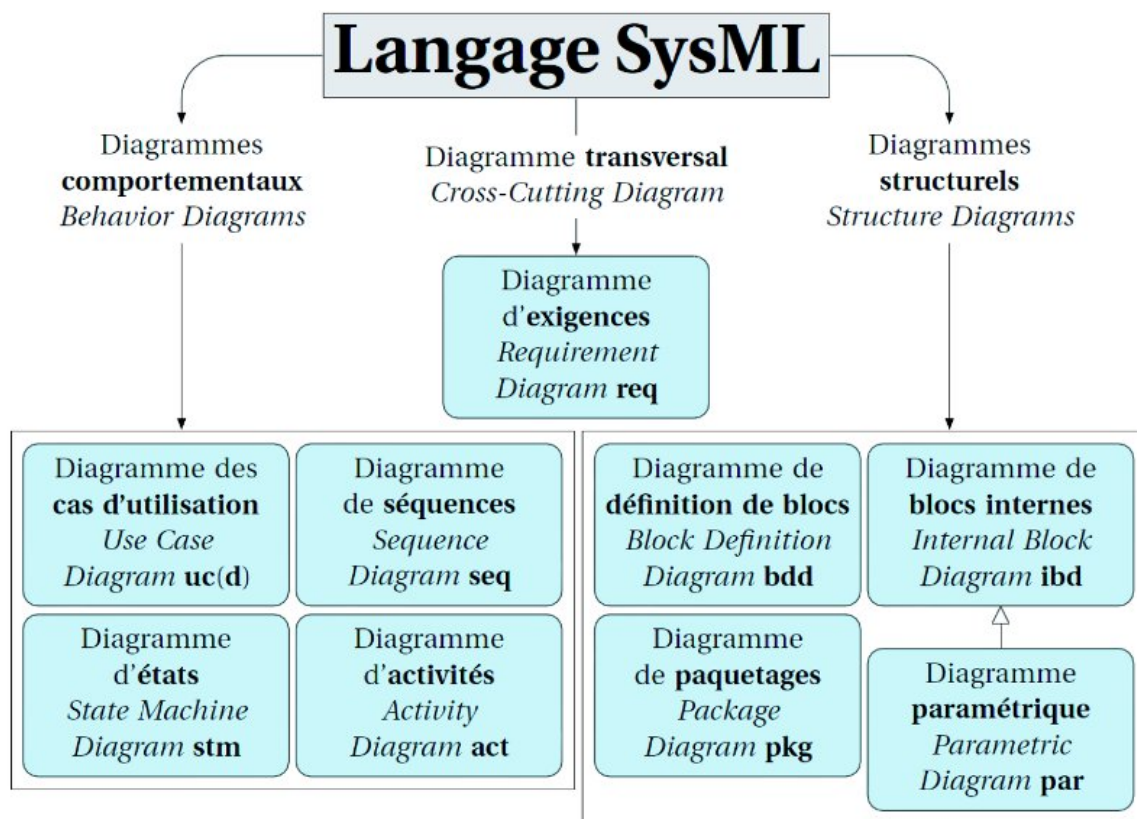 Langage SysML
Diagrammes
comportementaux
Behavior Diagrams
Diagramme transversal
Cross-Cutting Diagram
Diagrammes
structurels
Structure Diagrams
Diagramme
d'exigences
Requirement
Diagram req
Diagramme des
cas d'utilisation
Use Case
Diagram uc(d)
Diagramme
de séquences
Sequence
Diagram seq
Diagramme de
définition de blocs
Block Definition
Diagram bdd
Diagramme de
blocs internes
Internal Block
Diagram ibd
Diagramme
d'états
State Machine
Diagram stm
Diagramme
d'activités
Activity
Diagram act
Diagramme
de paquetages
Package
Diagram pkg
Diagramme
paramétrique
Parametric
Diagram par